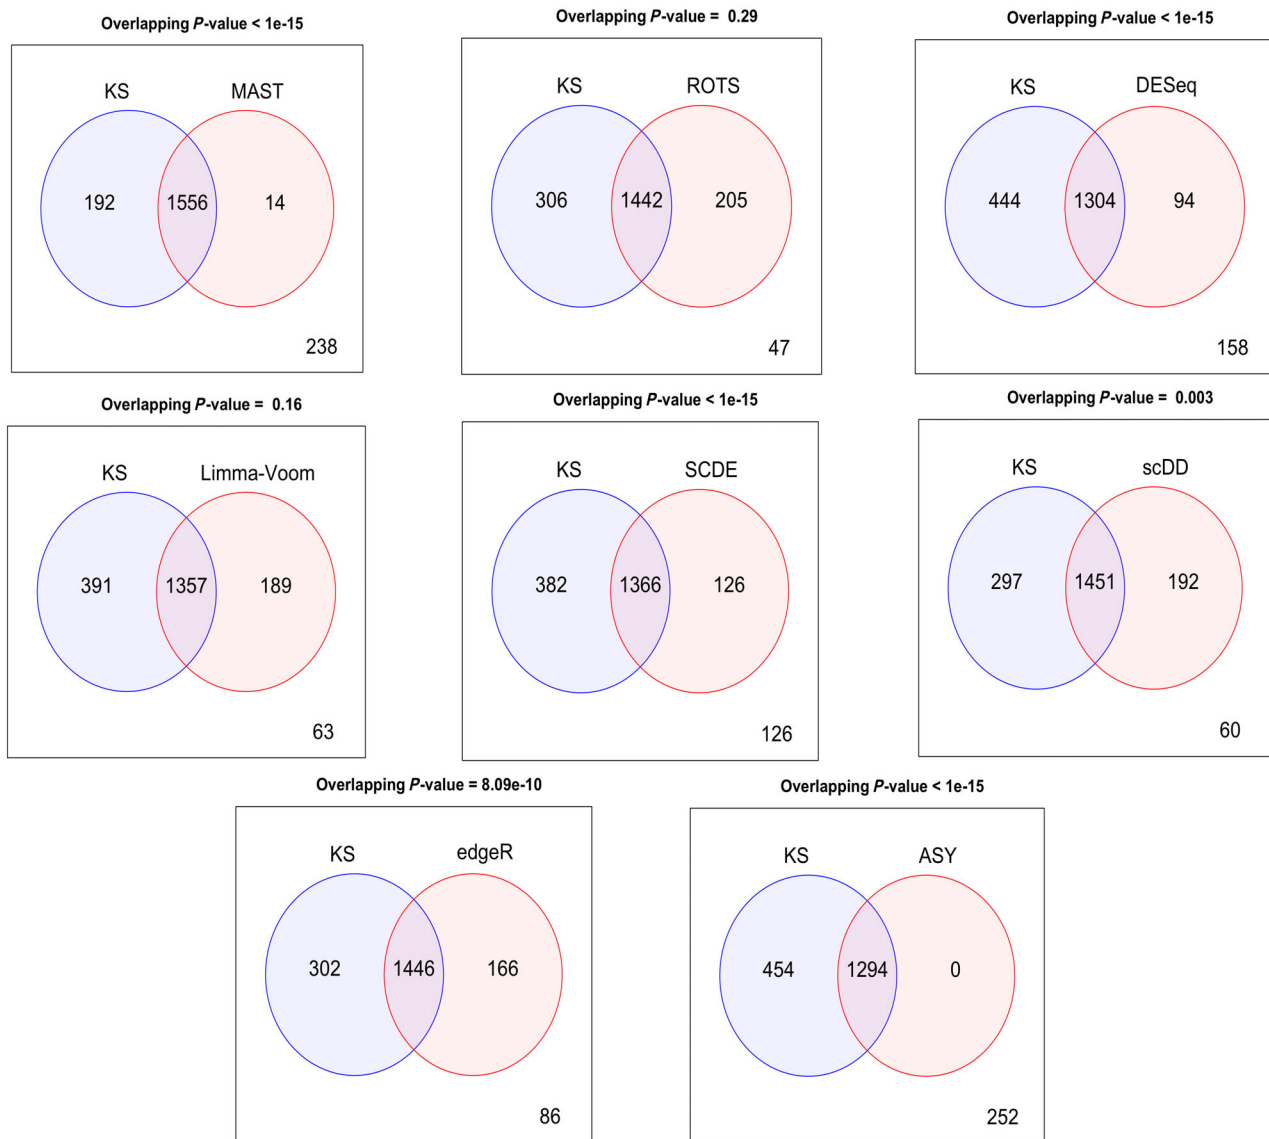 Overlapping P-value < 1e-15
KS MAST
192 1556 14
238
Overlapping P-value = 0.29
KS ROTS
306 1442 205
47
Overlapping P-value < 1e-15
KS DESeq
444 1304 94
158
Overlapping P-value = 0.16
KS Limma-Voom
391 1357 189
63
Overlapping P-value < 1e-15
KS SCDE
382 1366 126
126
Overlapping P-value = 0.003
KS scDD
297 1451 192
60
Overlapping P-value = 8.09e-10
KS edgeR
302 1446 166
86
Overlapping P-value < 1e-15
KS ASY
454 1294 0
252